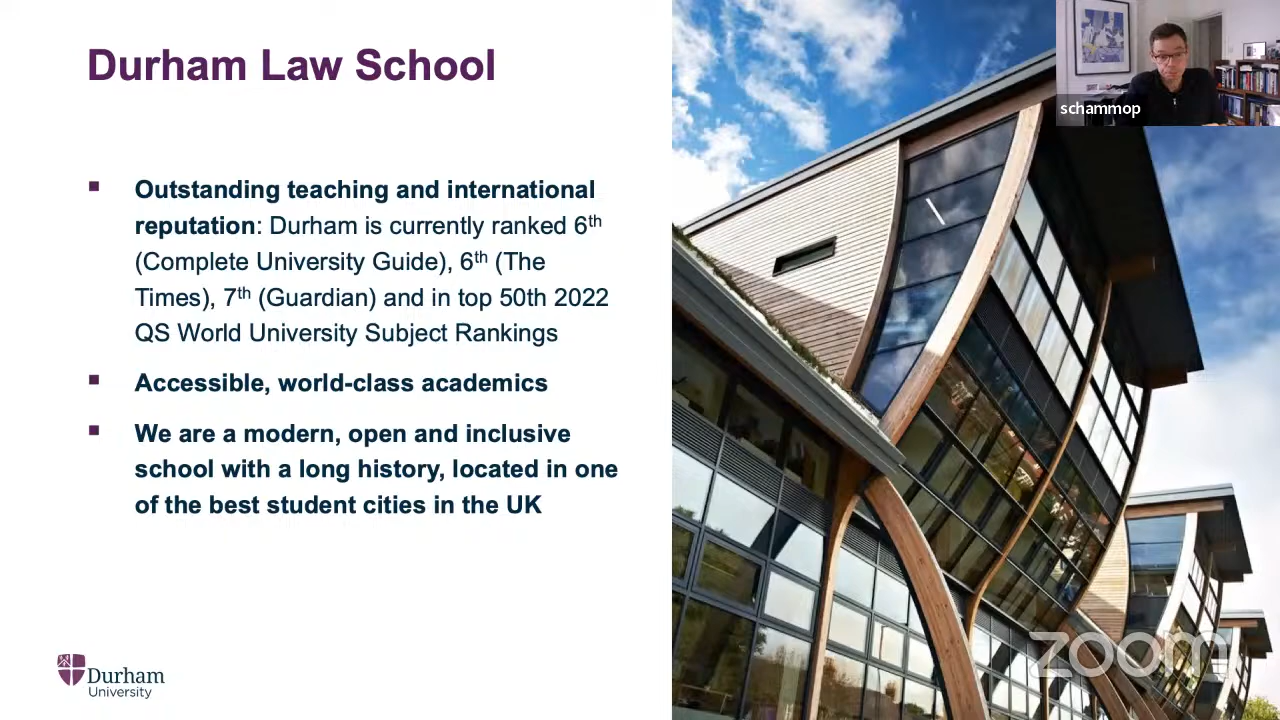 Durham Law School
Outstanding teaching and international
reputation: Durham is currently ranked 6th
(Complete University Guide), 6th (The
Times), 7th (Guardian) and in top 50th 2022
QS World University Subject Rankings
Accessible, world-class academics
We are a modern, open and inclusive
school with a long history, located in one
of the best student cities in the UK
Durham
University
schammop
zoom